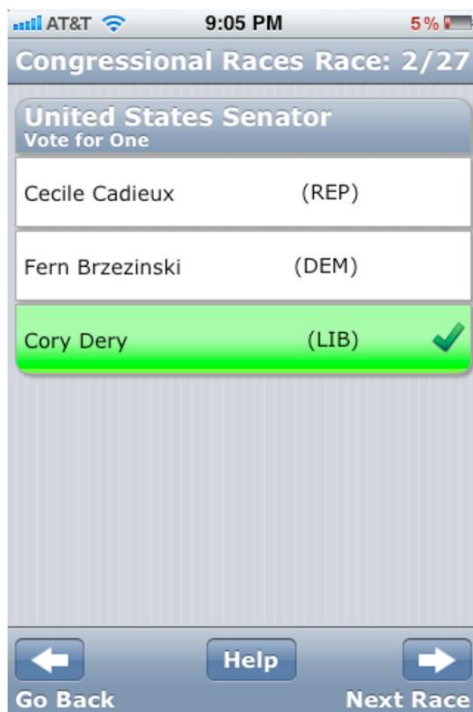 AT&T 9:05 PM 5%
Congressional Races Race: 2/27
United States Senator
Vote for One
Cecile Cadieux (REP)
Fern Brzezinski (DEM)
Cory Dery (LIB)
Help
Go Back Next Race